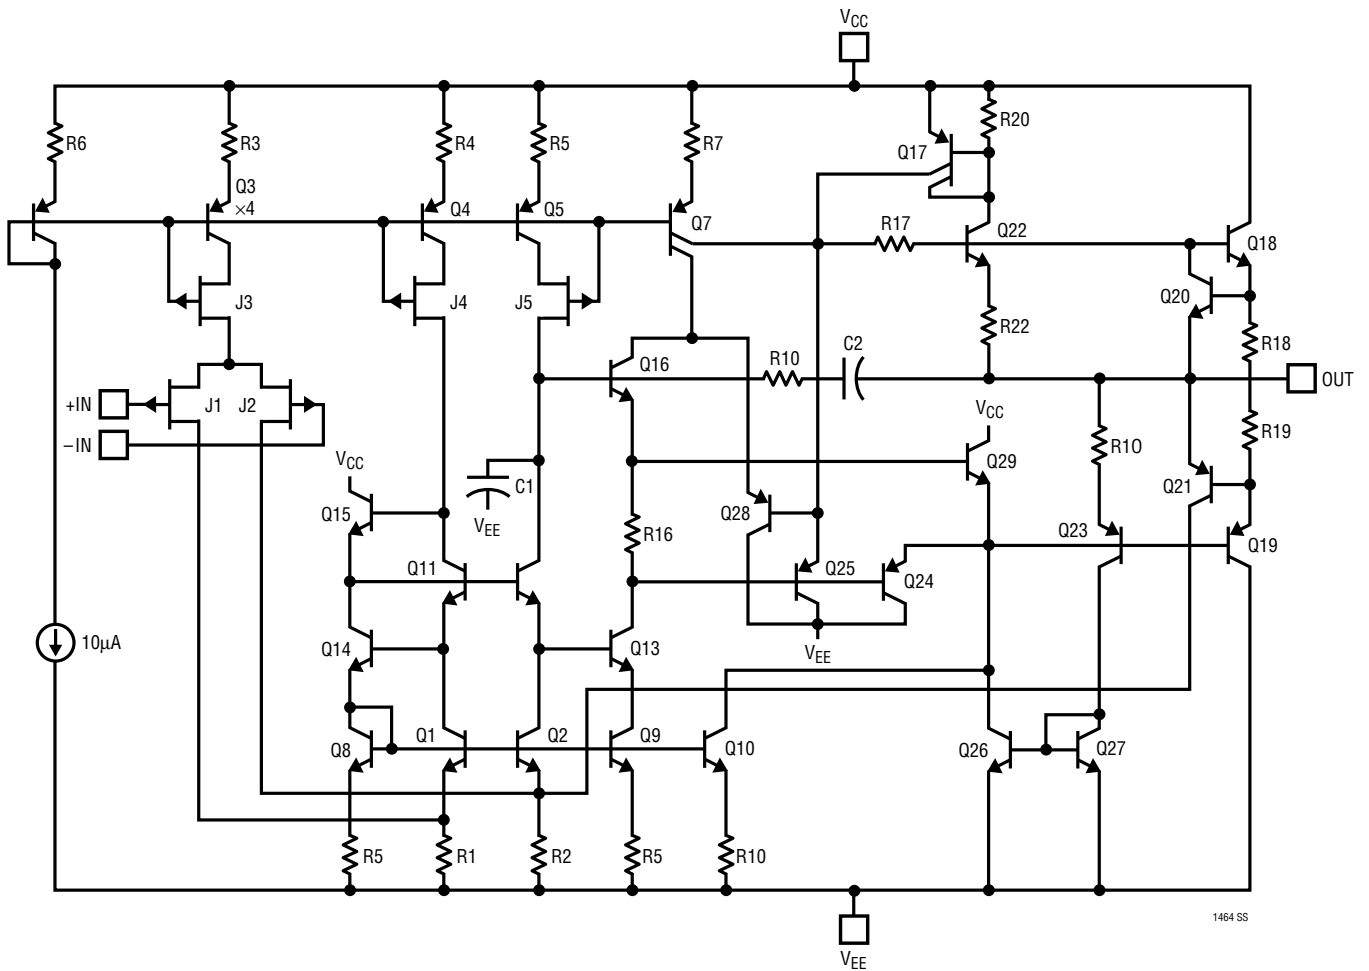 VCC
R6
R3
R4
R5
R7
R20
Q17
Q3
×4
Q4
Q5
Q7
R17
Q22
Q18
J3
J4
J5
Q20
R22
R18
C2
R10
Q16
OUT
+IN
J1
J2
–IN
VCC
R10
R19
VCC
Q29
C1
Q21
Q15
VEE
Q28
R16
Q23
Q19
Q11
Q25
Q24
10µA
Q14
Q13
VEE
Q8
Q1
Q2
Q9
Q10
Q26
Q27
R5
R1
R2
R5
R10
1464 SS
VEE